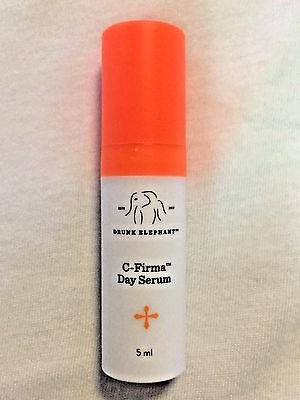 DRUNK ELEPHANT™
C-Firma™
Day Serum
5 ml